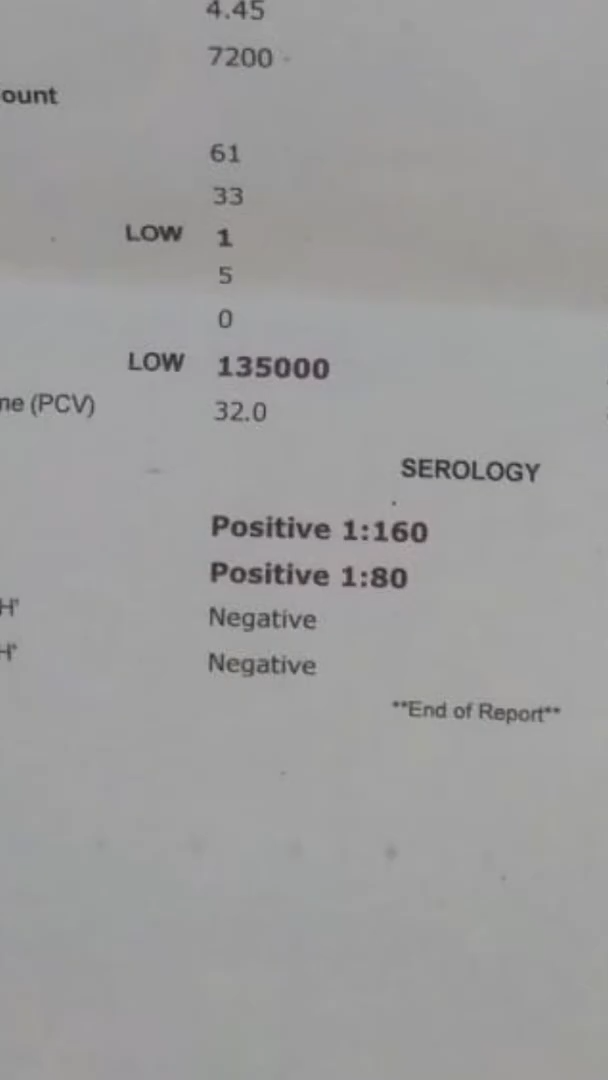 4.45
7200
ount
61
33
LOW 1
5
0
LOW 135000
me (PCV) 32.0
SEROLOGY
Positive 1:160
Positive 1:80
H' Negative
H' Negative
**End of Report**